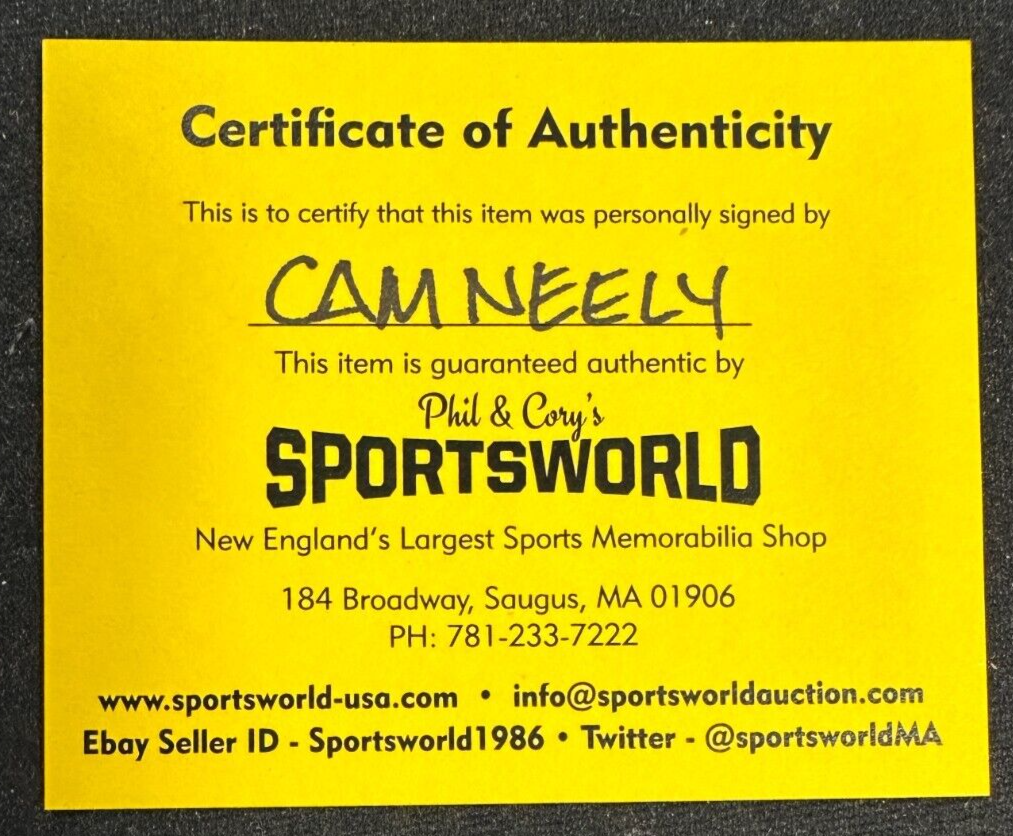 Certificate of Authenticity
This is to certify that this item was personally signed by
CAM NEELY
This item is guaranteed authentic by
Phil & Cory's
SPORTSWORLD
New England's Largest Sports Memorabilia Shop
184 Broadway, Saugus, MA 01906
PH: 781-233-7222
www.sportsworld-usa.com • info@sportsworldauction.com
Ebay Seller ID - Sportsworld1986 • Twitter - @sportsworldMA